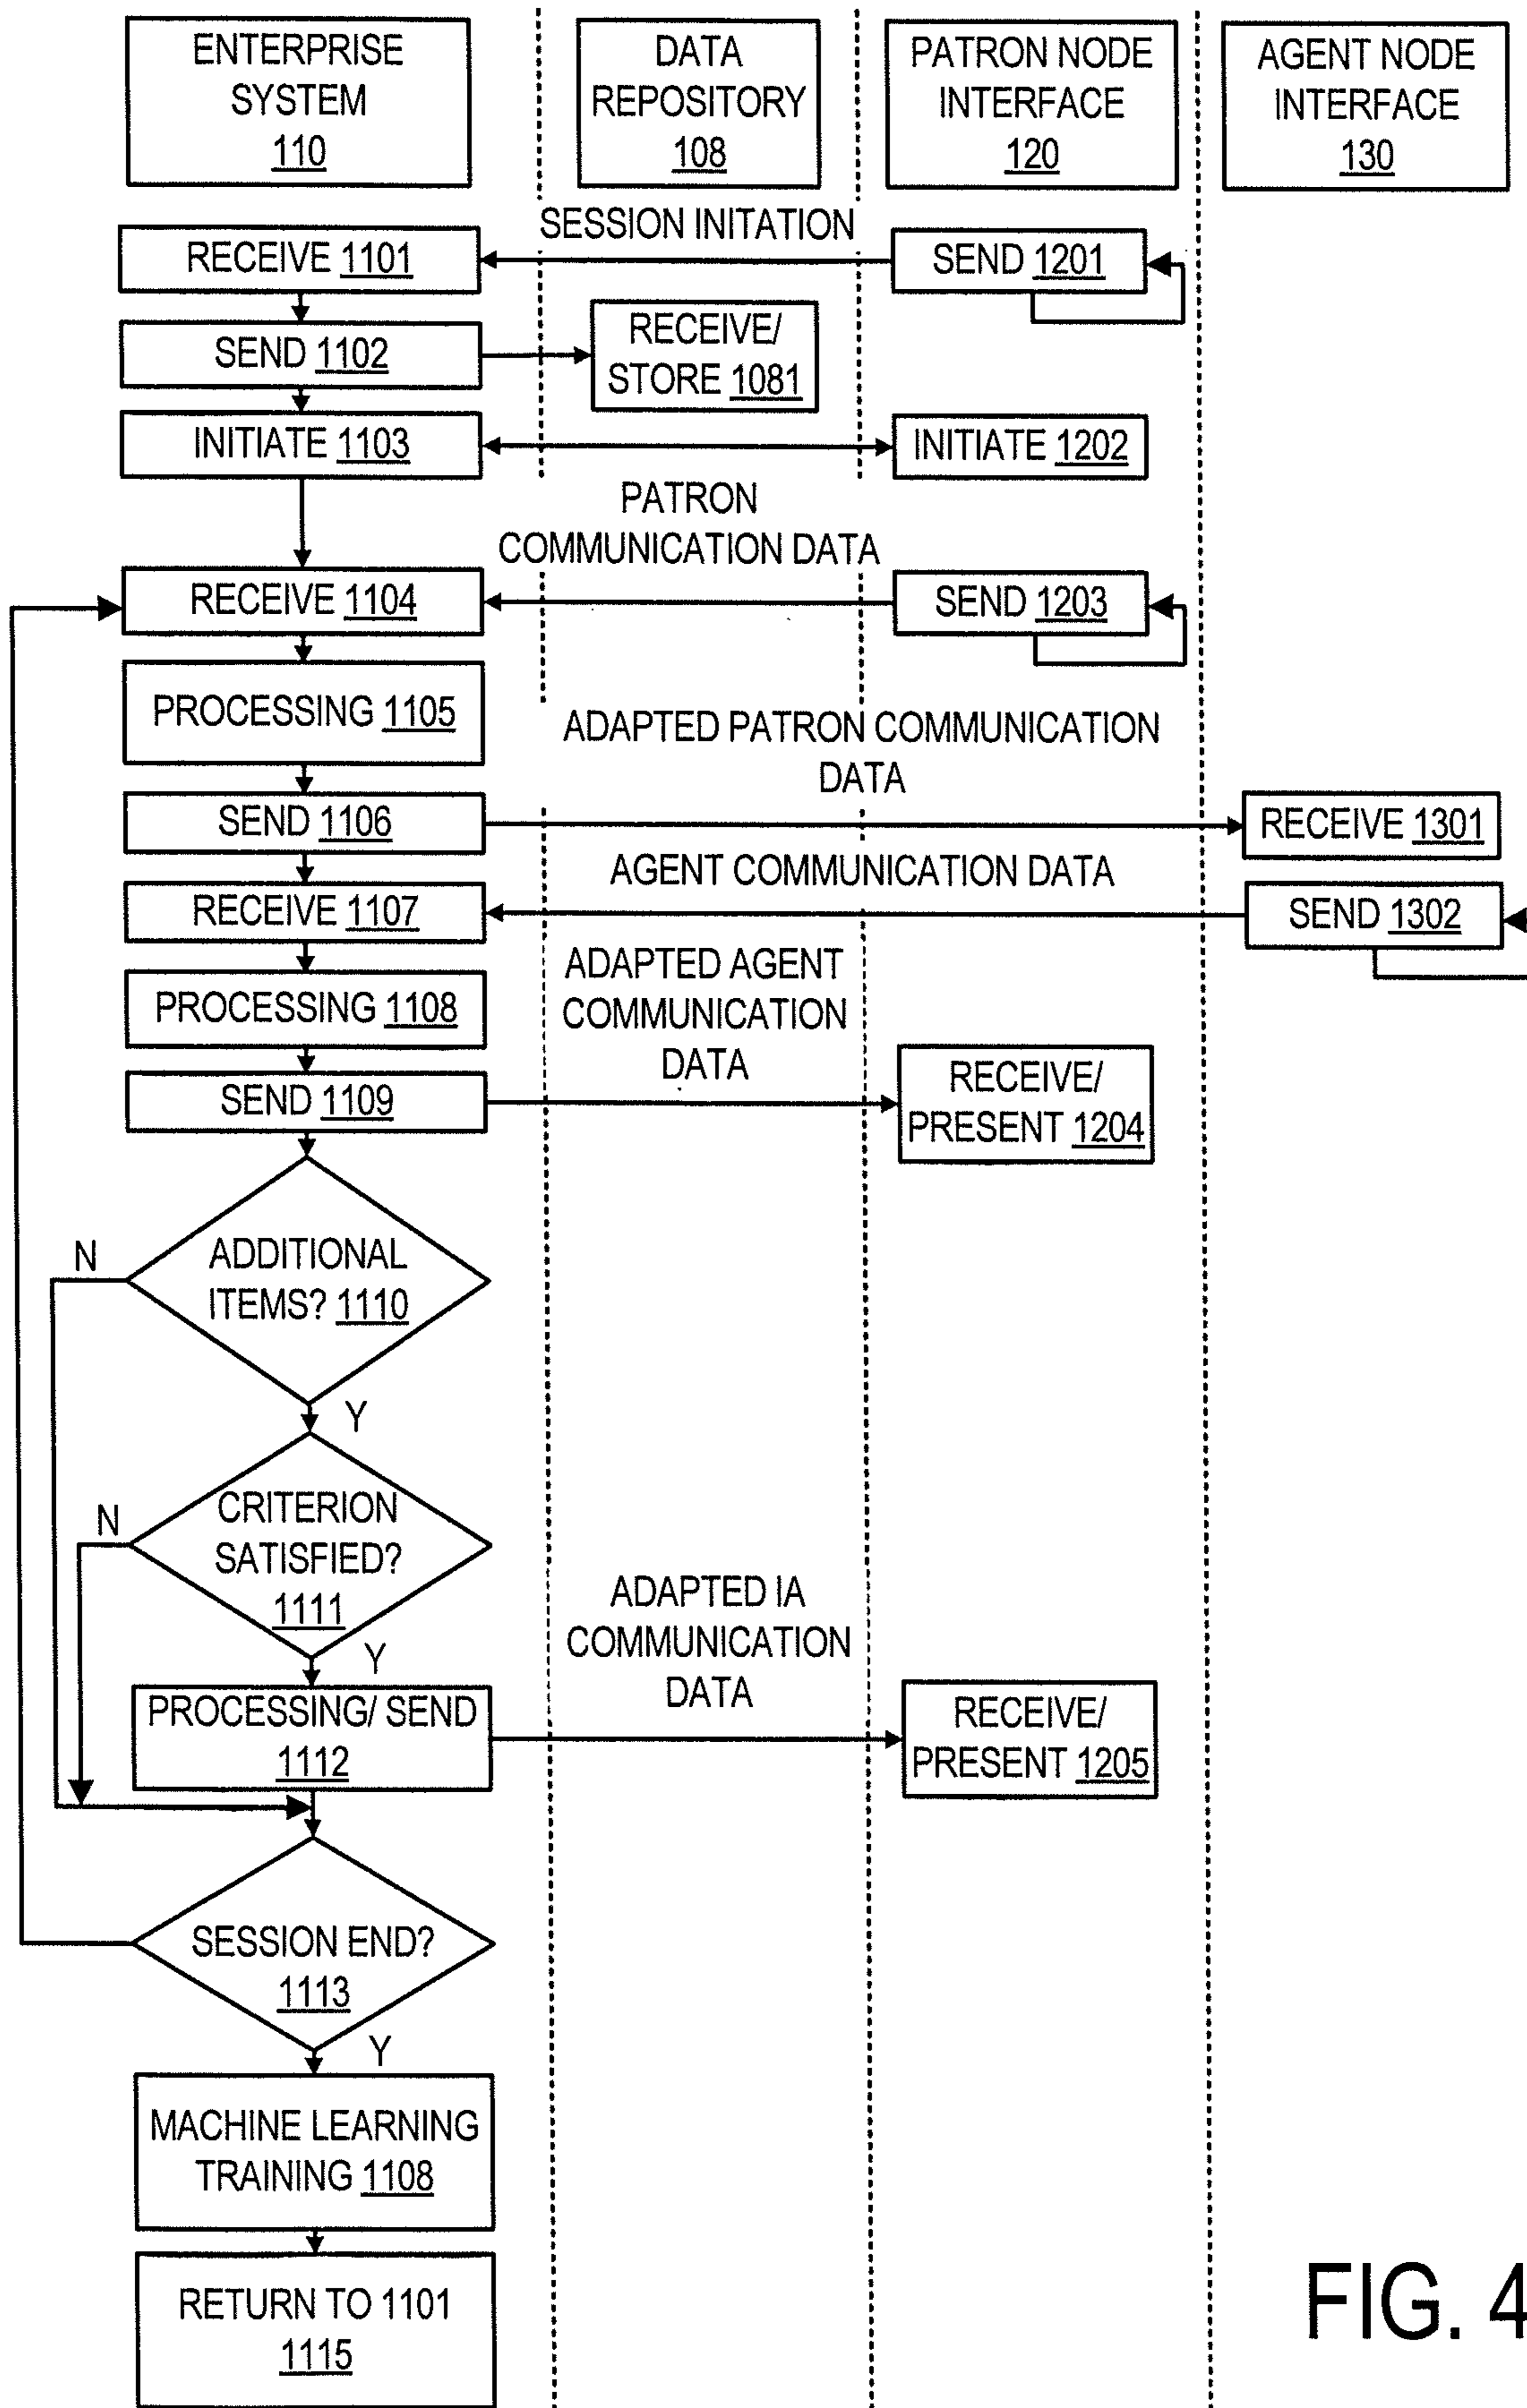 ENTERPRISE
SYSTEM
110
DATA
REPOSITORY
108
PATRON NODE
INTERFACE
120
AGENT NODE
INTERFACE
130
SESSION INITATION
RECEIVE 1101
SEND 1201
SEND 1102
RECEIVE/
STORE 1081
INITIATE 1103
INITIATE 1202
PATRON
COMMUNICATION DATA
RECEIVE 1104
SEND 1203
PROCESSING 1105
ADAPTED PATRON COMMUNICATION
DATA
SEND 1106
RECEIVE 1301
AGENT COMMUNICATION DATA
RECEIVE 1107
SEND 1302
ADAPTED AGENT
COMMUNICATION
DATA
PROCESSING 1108
SEND 1109
RECEIVE/
PRESENT 1204
N
ADDITIONAL
ITEMS? 1110
Y
N
CRITERION
SATISFIED?
1111
Y
ADAPTED IA
COMMUNICATION
DATA
PROCESSING/ SEND
1112
RECEIVE/
PRESENT 1205
SESSION END?
1113
Y
MACHINE LEARNING
TRAINING 1108
RETURN TO 1101
1115
FIG. 4